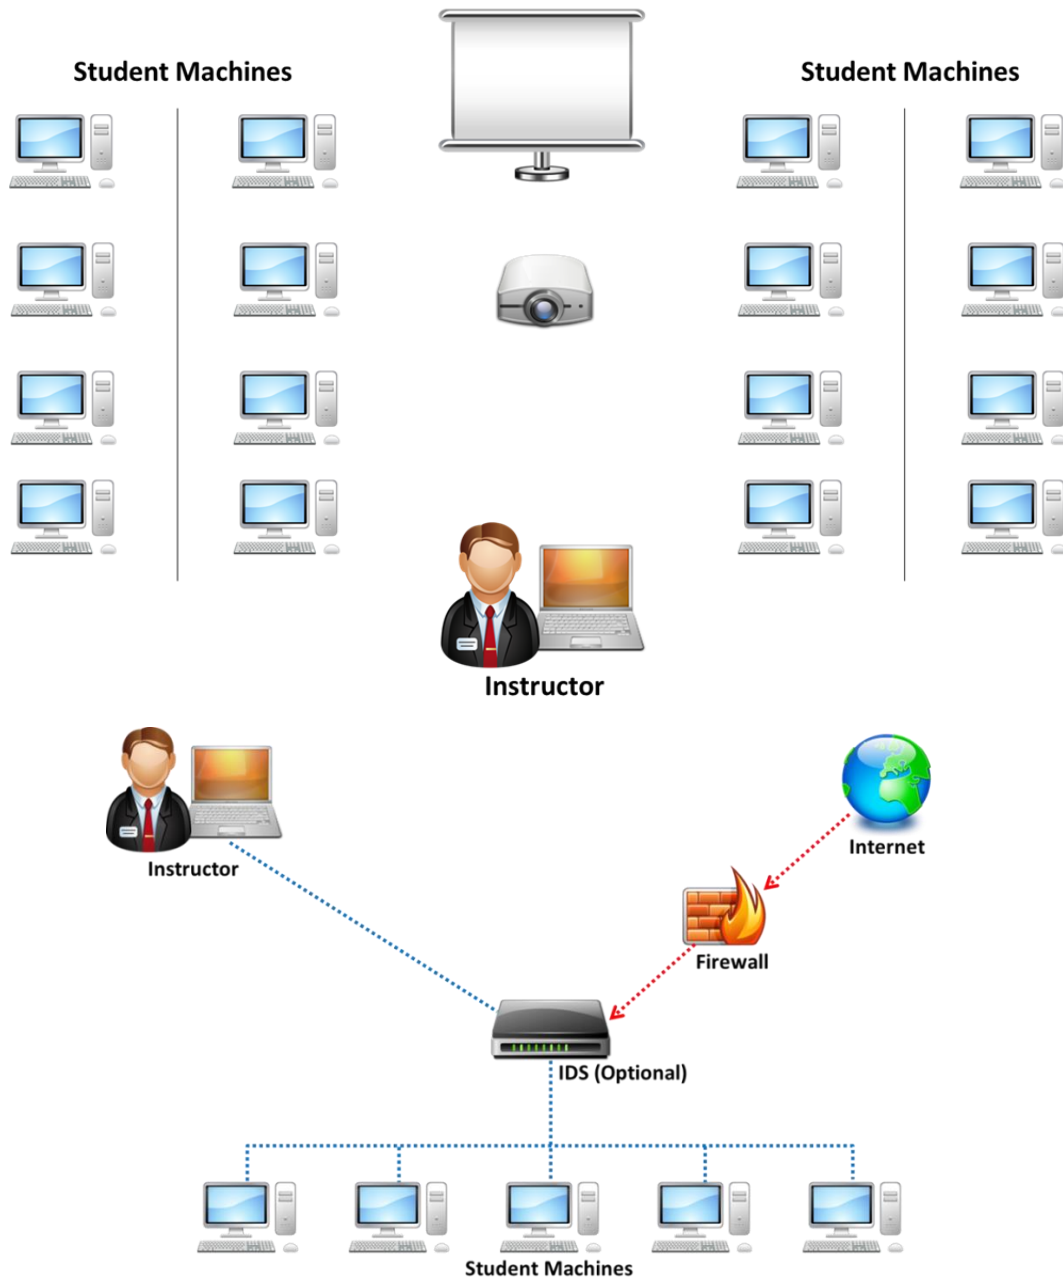 Student Machines
Student Machines
Instructor
Instructor
Internet
Firewall
IDS (Optional)
Student Machines